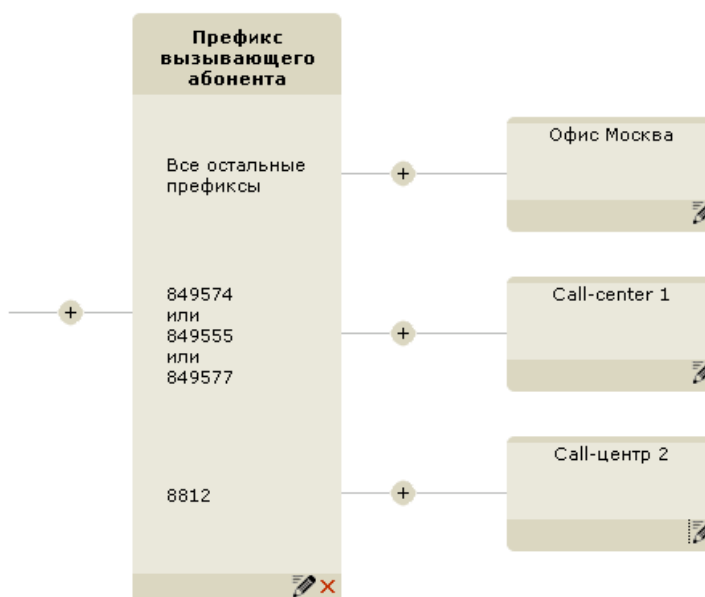 Префикс
вызывающего
абонента
Все остальные
префиксы
Офис Москва
849574
или
849555
или
849577
Call-center 1
8812
Call-центр 2